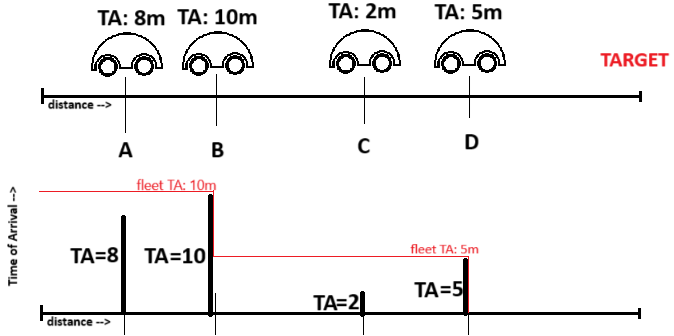 TA: 8m TA: 10m TA: 2m TA: 5m
TARGET
distance -->
A B C D
fleet TA: 10m
Time of Arrival -->
fleet TA: 5m
TA=8 TA=10 TA=2 TA=5
distance -->